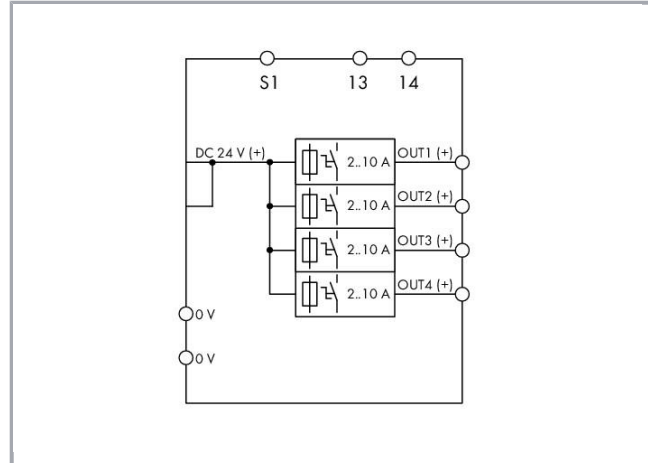 S1 13 14
DC 24 V (+) 2..10 A OUT1 (+)
2..10 A OUT2 (+)
2..10 A OUT3 (+)
2..10 A OUT4 (+)
0 V
0 V